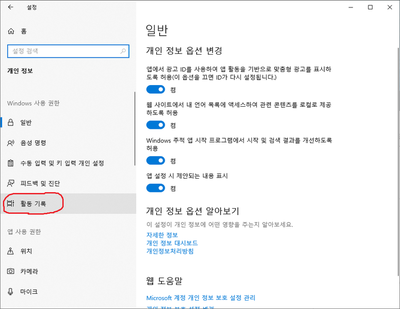 설정
홈
설정 검색
개인 정보
Windows 사용 권한
일반
음성 명령
수동 입력 및 키 입력 개인 설정
피드백 및 진단
활동 기록
앱 사용 권한
위치
카메라
마이크
일반
개인 정보 옵션 변경
앱에서 광고 ID를 사용하여 앱 활동을 기반으로 맞춤형 광고를 표시하
도록 허용(이 옵션을 끄면 ID가 다시 설정됩니다.)
켬
웹 사이트에서 내 언어 목록에 액세스하여 관련 콘텐츠를 로컬로 제공
하도록 허용
켬
Windows 추적 앱 시작 프로그램에서 시작 및 검색 결과를 개선하도록
허용
켬
앱 설정 시 제안되는 내용 표시
켬
개인 정보 옵션 알아보기
이 설정이 개인 정보에 어떤 영향을 주는지 알아보세요.
자세한 정보
개인 정보 대시보드
개인정보처리방침
웹 도움말
Microsoft 계정 개인 정보 보호 설정 관리